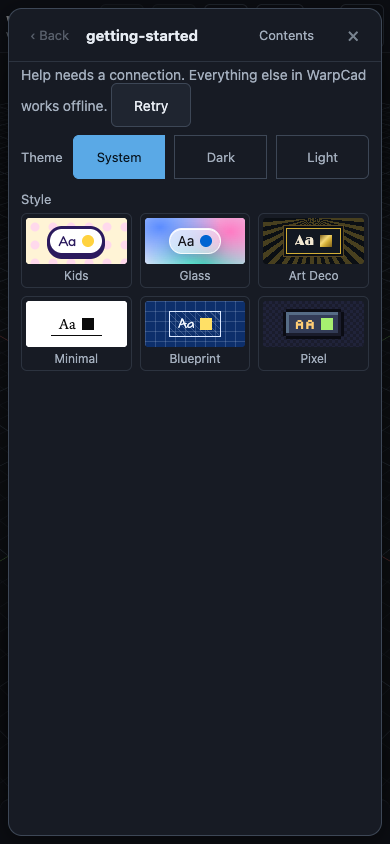 ‹ Back getting-started Contents ×
Help needs a connection. Everything else in WarpCad
works offline. Retry
Theme System Dark Light
Style
Aa Aa Aa
Kids Glass Art Deco
Aa Aa AA
Minimal Blueprint Pixel